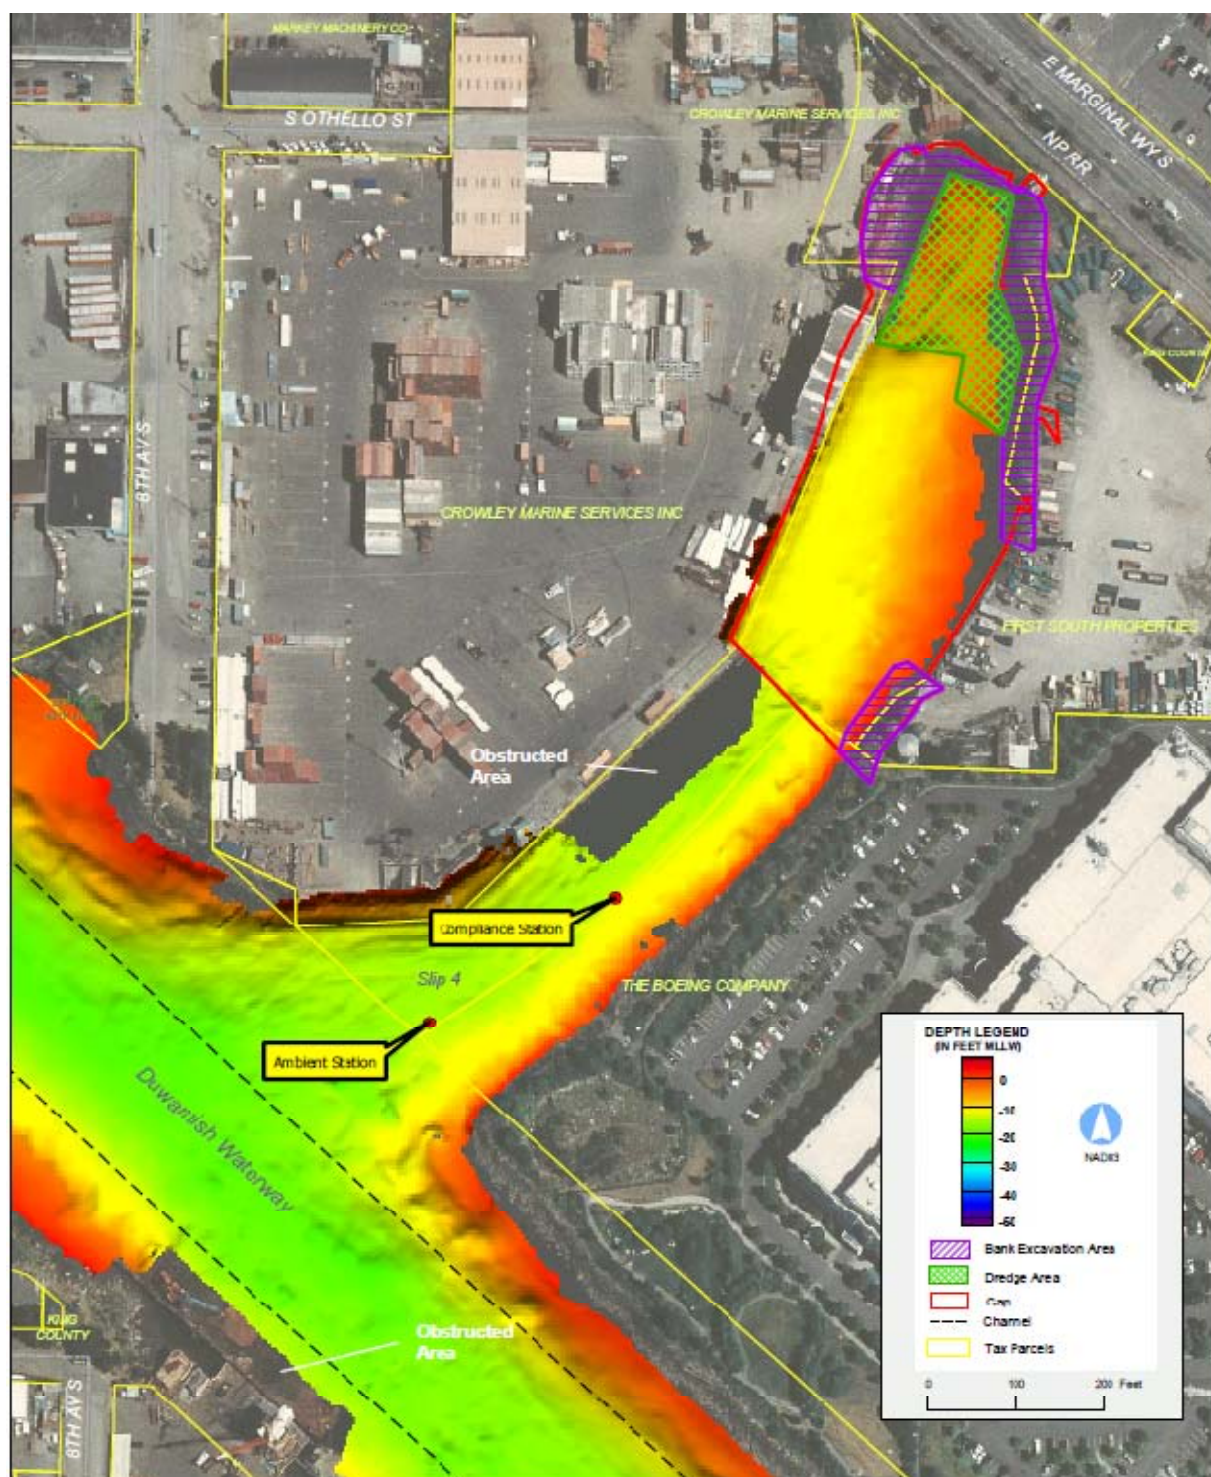 MARKEY MACHINERY CO
S OTHELLO ST
CROWLEY MARINE SERVICES INC
E MARGINAL WY S
NP RR
KING COUNTY
8TH AV S
CROWLEY MARINE SERVICES INC
FIRST SOUTH PROPERTIES
Obstructed
Area
Compliance Station
Slip 4
THE BOEING COMPANY
Ambient Station
Duwamish Waterway
Obstructed
Area
KING
COUNTY
8TH AV S
DEPTH LEGEND
(IN FEET MLLW)
0
-10
-20
-30
-40
-50
NAD83
Bank Excavation Area
Dredge Area
Cap
Channel
Tax Parcels
0 100 200 Feet